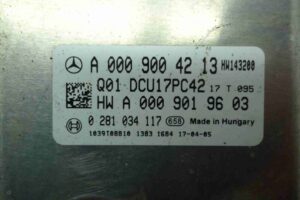 A 000 900 42 13 HW143200
Q01 DCU17PC42 17 T 095
HW A 000 901 96 03
0 281 034 117 658 Made in Hungary
1039T08810 1303 1684 17-04-05